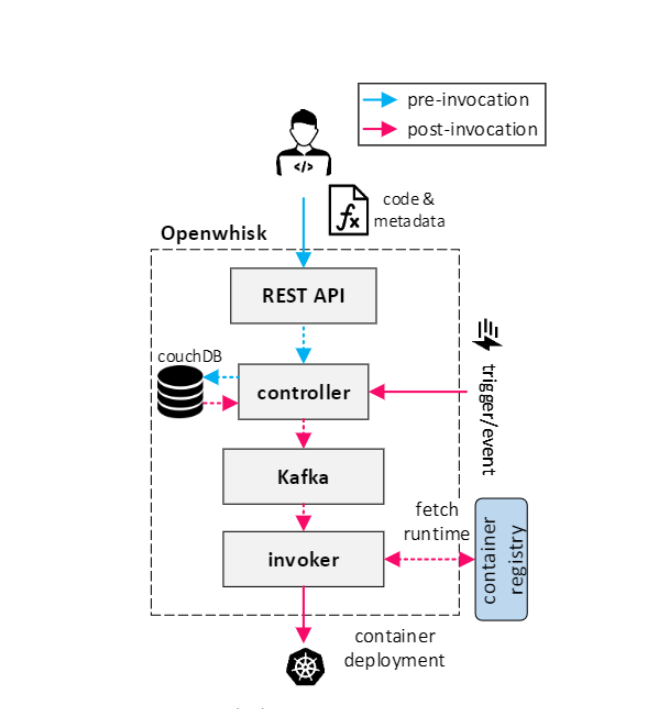 pre-invocation
post-invocation
</>
fx
code &
metadata
Openwhisk
REST API
couchDB
controller
trigger/event
Kafka
fetch
runtime
invoker
container
registry
container
deployment